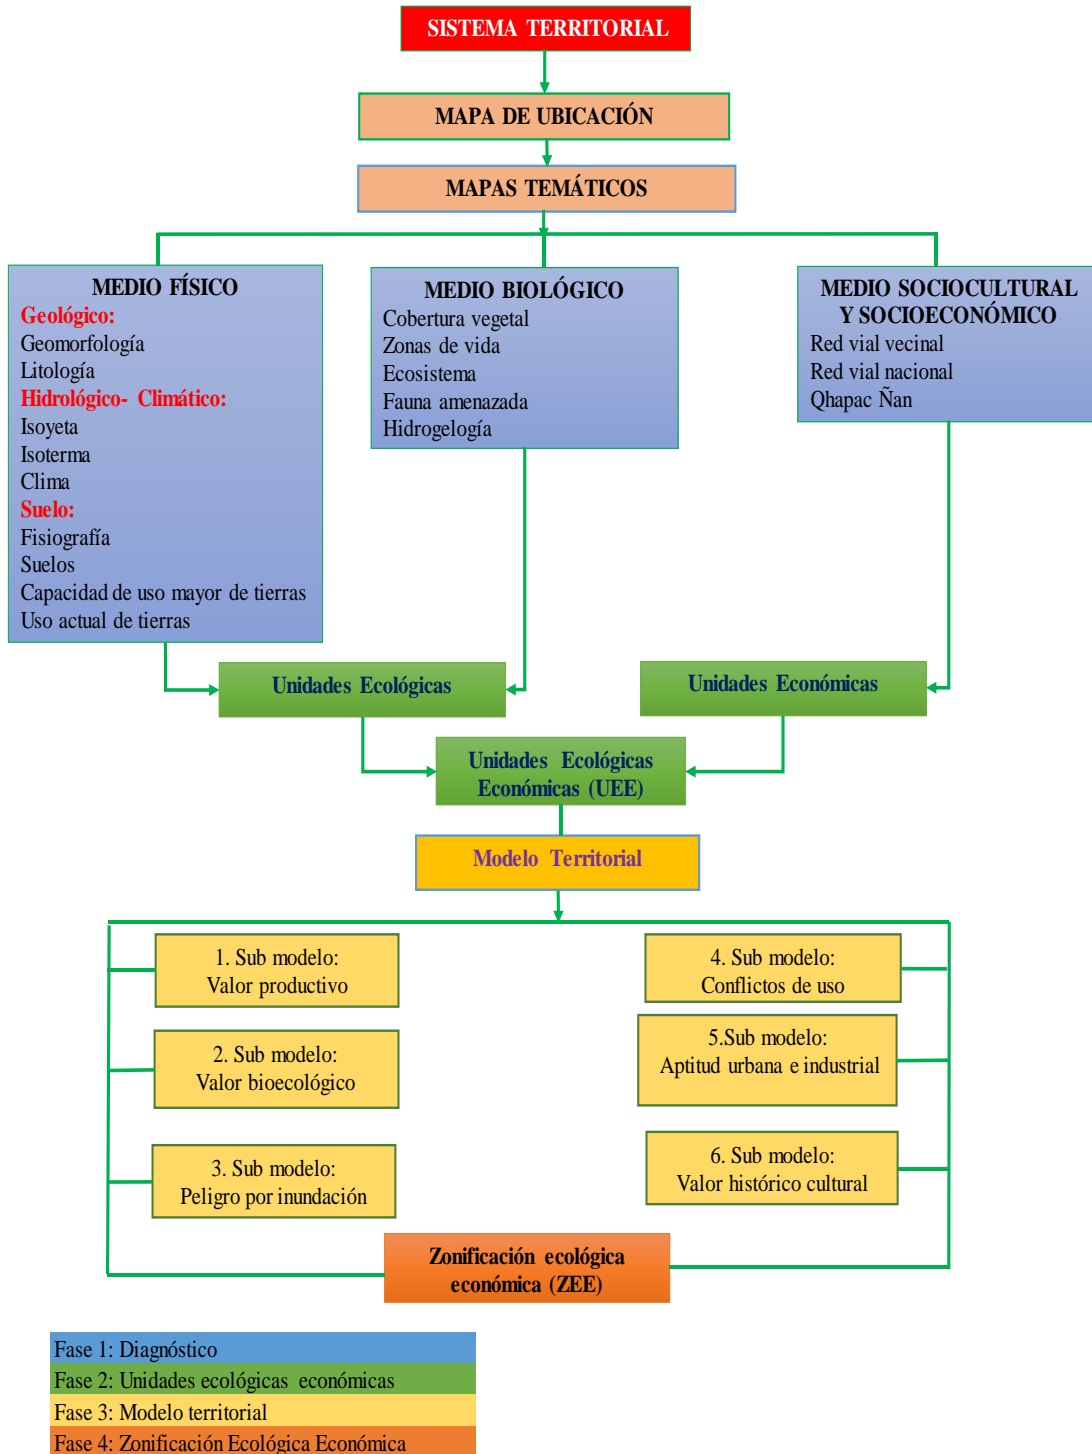 SISTEMA TERRITORIAL
MAPA DE UBICACIÓN
MAPAS TEMÁTICOS
MEDIO FÍSICO
Geológico:
Geomorfología
Litología
Hidrológico- Climático:
Isoyeta
Isoterma
Clima
Suelo:
Fisiografía
Suelos
Capacidad de uso mayor de tierras
Uso actual de tierras
MEDIO BIOLÓGICO
Cobertura vegetal
Zonas de vida
Ecosistema
Fauna amenazada
Hidrogelogía
MEDIO SOCIOCULTURAL
Y SOCIOECONÓMICO
Red vial vecinal
Red vial nacional
Qhapac Ñan
Unidades Ecológicas
Unidades Económicas
Unidades Ecológicas
Económicas (UEE)
Modelo Territorial
1. Sub modelo:
Valor productivo
2. Sub modelo:
Valor bioecológico
3. Sub modelo:
Peligro por inundación
4. Sub modelo:
Conflictos de uso
5.Sub modelo:
Aptitud urbana e industrial
6. Sub modelo:
Valor histórico cultural
Zonificación ecológica
económica (ZEE)
Fase 1: Diagnóstico
Fase 2: Unidades ecológicas económicas
Fase 3: Modelo territorial
Fase 4: Zonificación Ecológica Económica